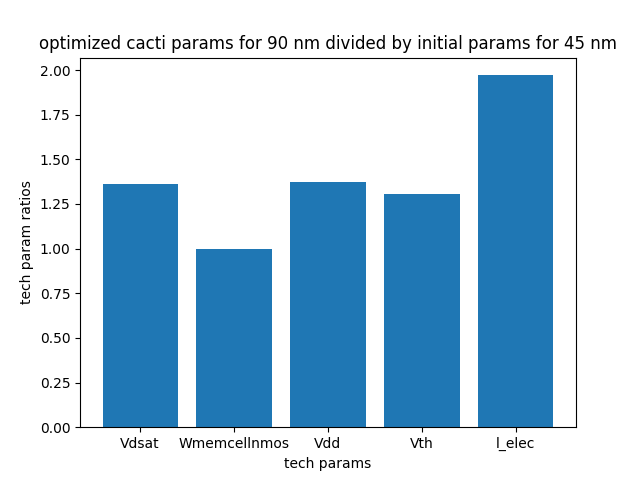 optimized cacti params for 90 nm divided by initial params for 45 nm
2.00
1.75
1.50
1.25
1.00
0.75
0.50
0.25
0.00
tech param ratios
Vdsat
Wmemcellnmos
Vdd
Vth
l_elec
tech params